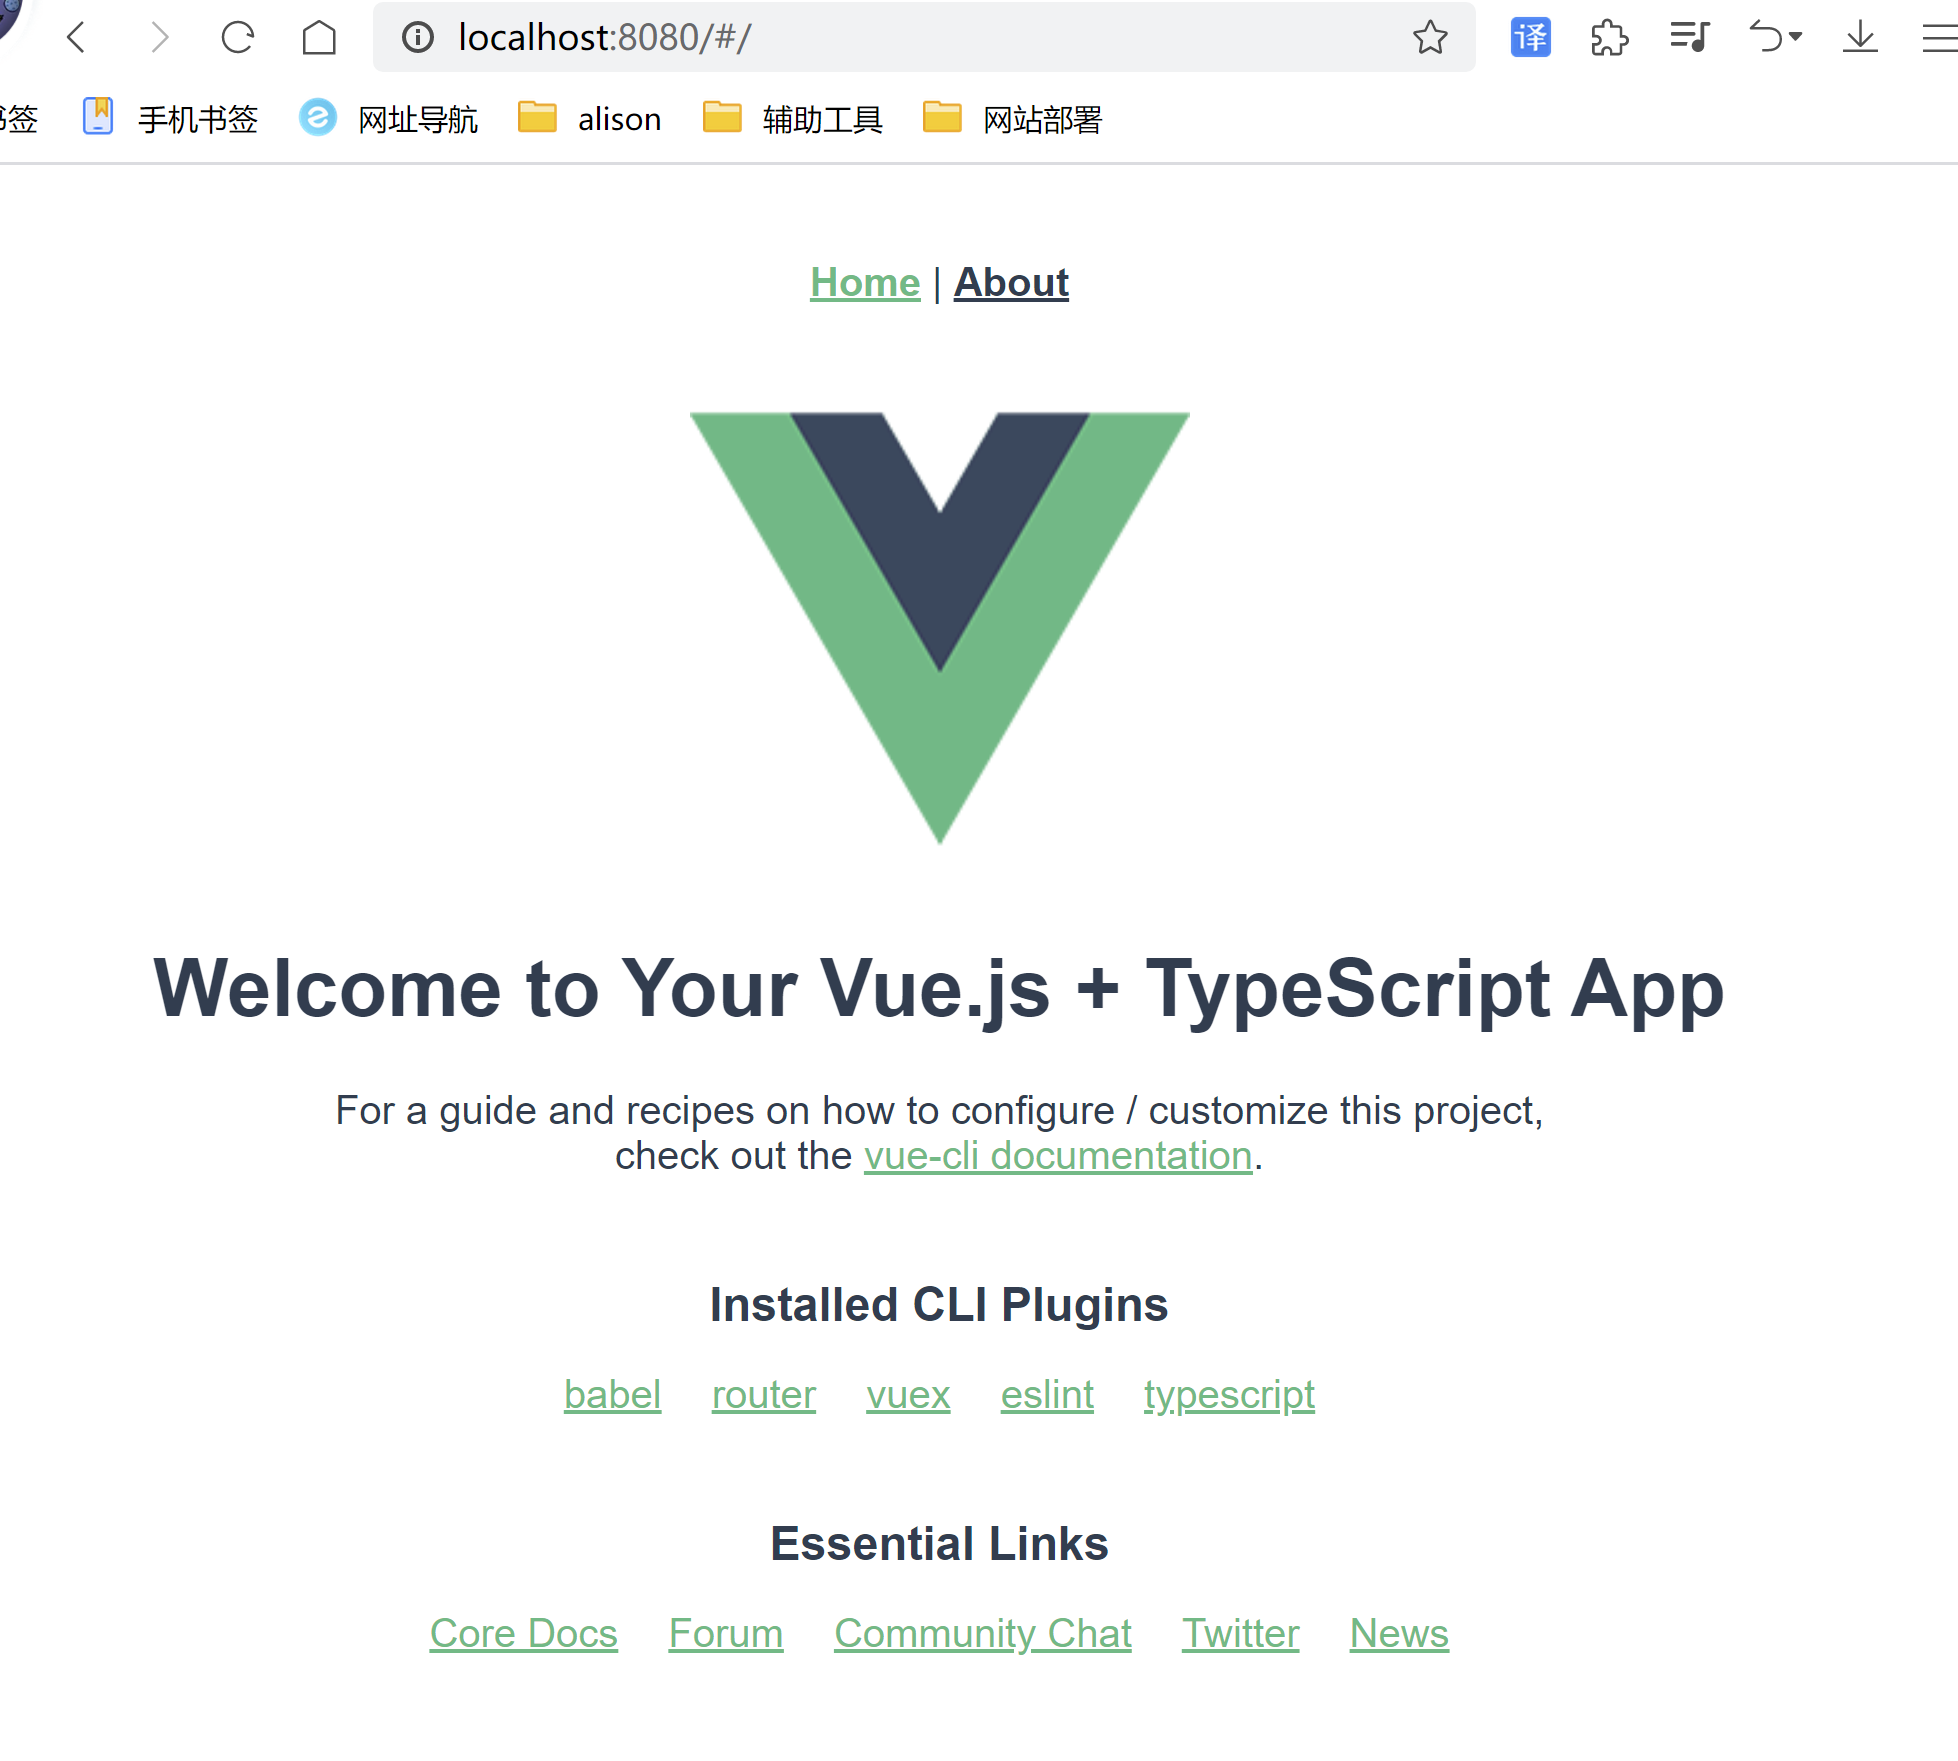 localhost:8080/#/
译
签 手机书签 网址导航 alison 辅助工具 网站部署
Home | About
Welcome to Your Vue.js + TypeScript App
For a guide and recipes on how to configure / customize this project,
check out the vue-cli documentation.
Installed CLI Plugins
babel router vuex eslint typescript
Essential Links
Core Docs Forum Community Chat Twitter News